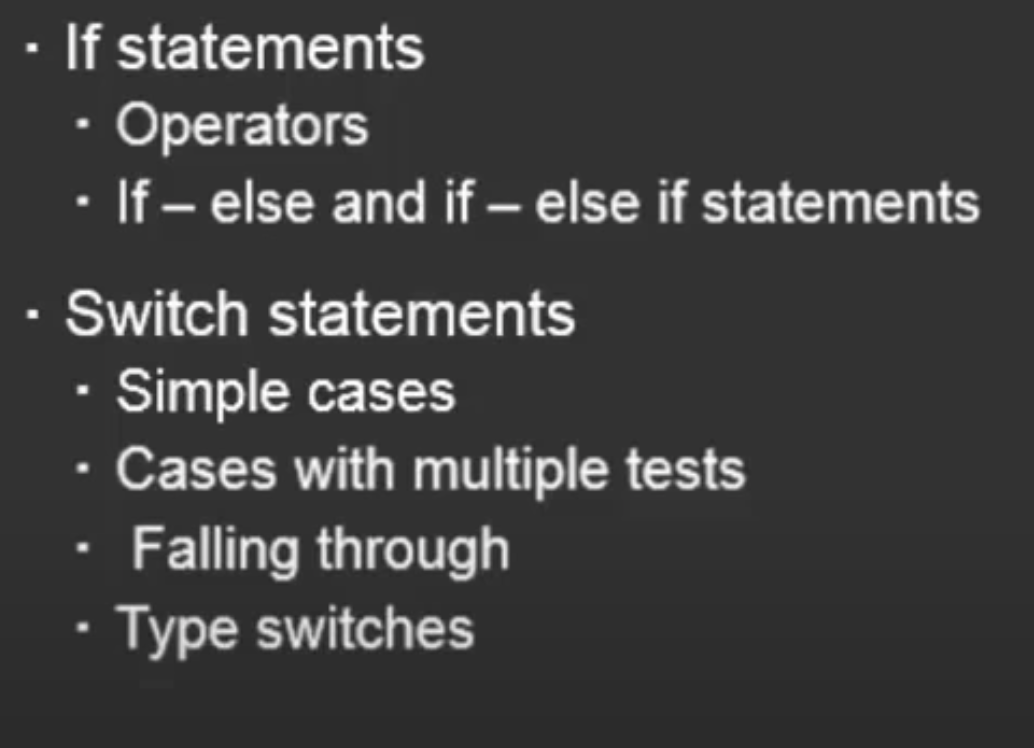 · If statements
· Operators
· If – else and if – else if statements
· Switch statements
· Simple cases
· Cases with multiple tests
· Falling through
· Type switches